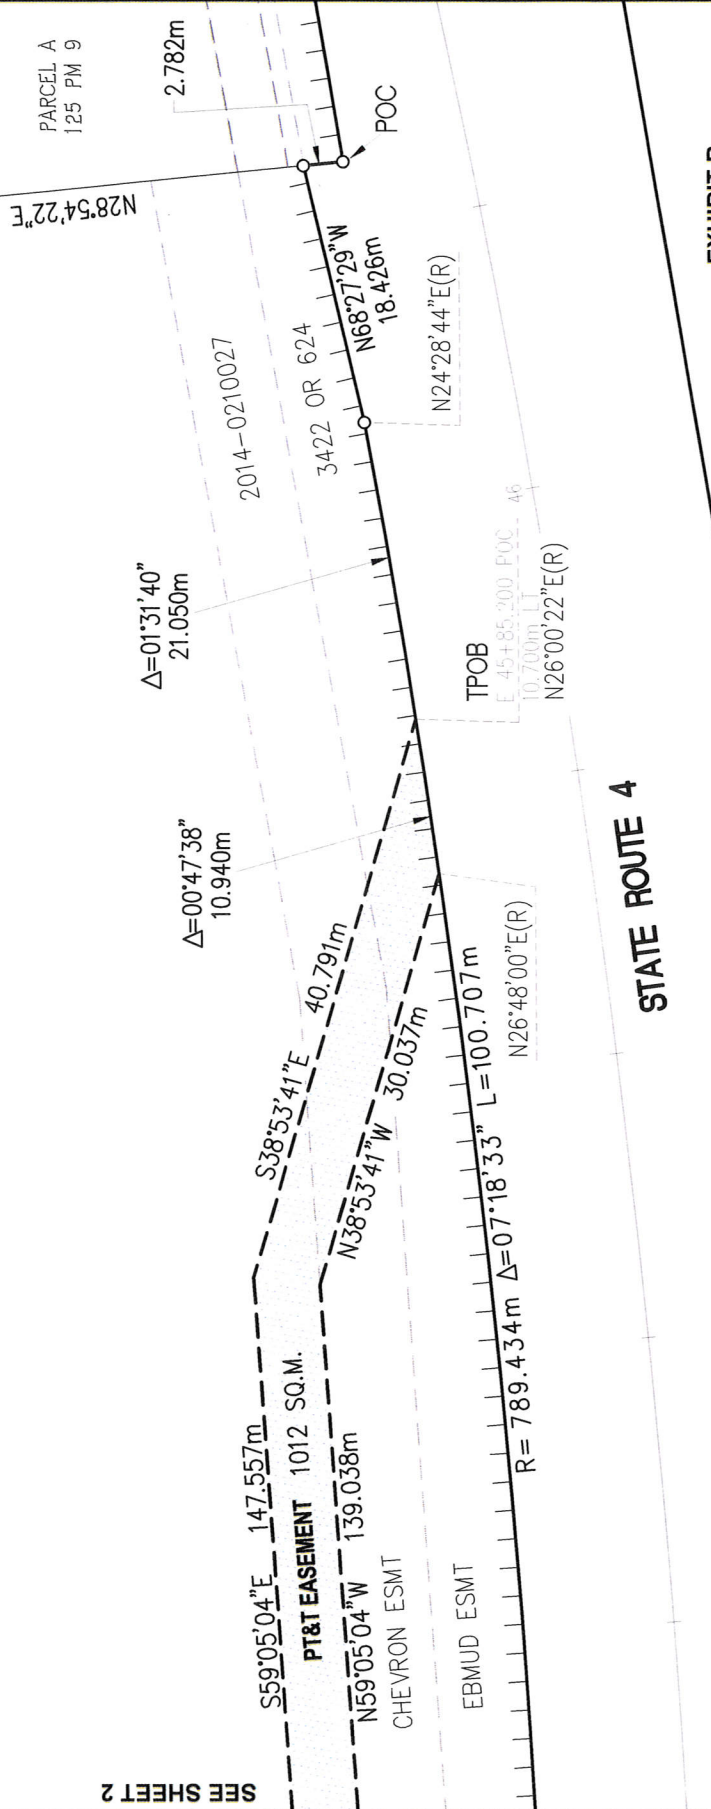 PARCEL A
125 PM 9
2.782m
POC
N28°54'22"E
N68°27'29"W
18.426m
N24°28'44"E(R)
2014-0210027
3422 OR 624
Δ=01°31'40"
21.050m
TPOB
E 45+85.200 POC
10.700m LT
46
N26°00'22"E(R)
Δ=00°47'38"
10.940m
STATE ROUTE 4
N26°48'00"E(R)
S38°53'41"E 40.791m
N38°53'41"W 30.037m
R= 789.434m Δ=07°18'33" L=100.707m
S59°05'04"E 147.557m
PT&T EASEMENT 1012 SQ.M.
N59°05'04"W 139.038m
CHEVRON ESMT
EBMUD ESMT
SEE SHEET 2